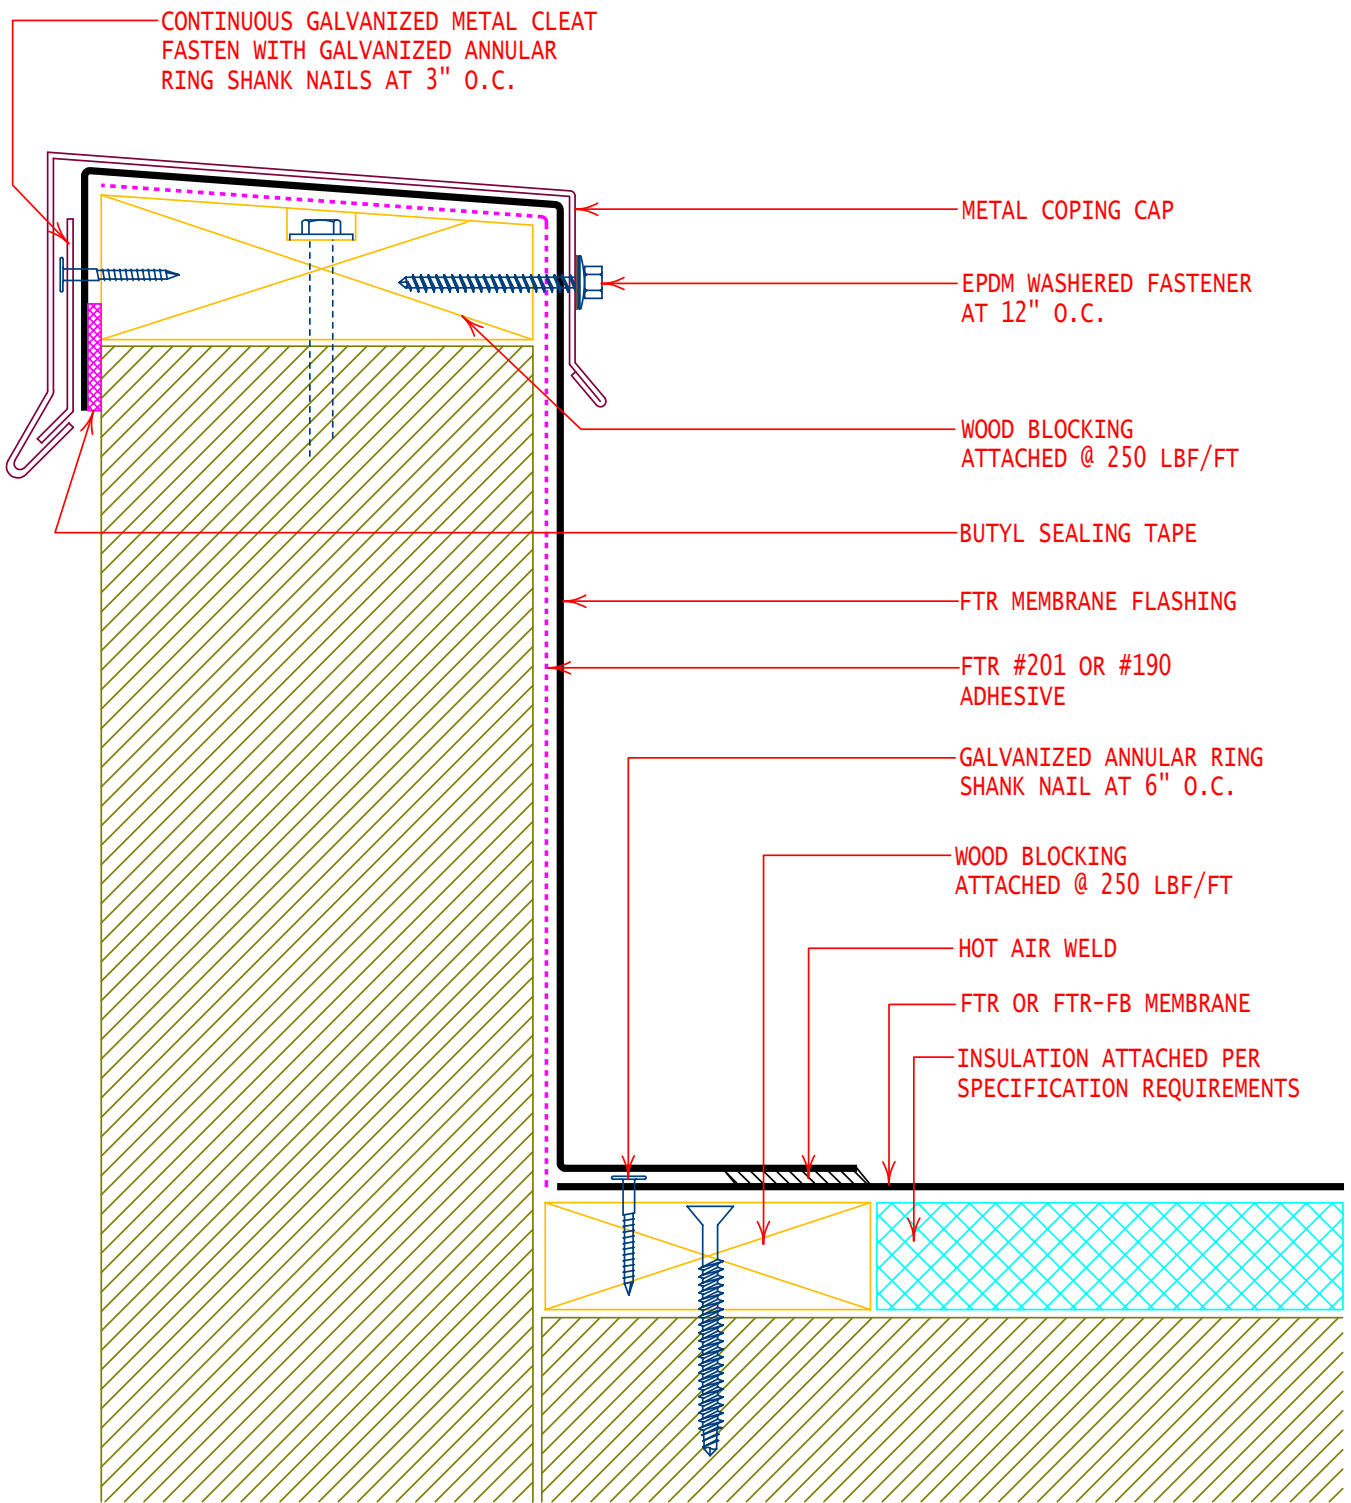 CONTINUOUS GALVANIZED METAL CLEAT
FASTEN WITH GALVANIZED ANNULAR
RING SHANK NAILS AT 3" O.C.
METAL COPING CAP
EPDM WASHERED FASTENER
AT 12" O.C.
WOOD BLOCKING
ATTACHED @ 250 LBF/FT
BUTYL SEALING TAPE
FTR MEMBRANE FLASHING
FTR #201 OR #190
ADHESIVE
GALVANIZED ANNULAR RING
SHANK NAIL AT 6" O.C.
WOOD BLOCKING
ATTACHED @ 250 LBF/FT
HOT AIR WELD
FTR OR FTR-FB MEMBRANE
INSULATION ATTACHED PER
SPECIFICATION REQUIREMENTS